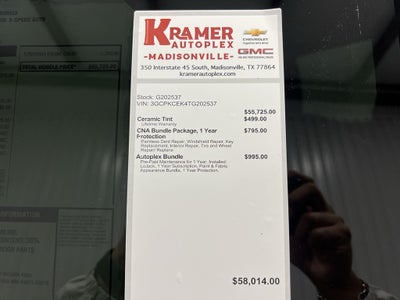 KRAMER
AUTOPLEX
-MADISONVILLE-
CHEVROLET
GMC
350 Interstate 45 South, Madisonville, TX 77864
kramerautoplex.com
Stock: G202537
VIN: 3GCPKCEK4TG202537
$55,725.00
Ceramic Tint $499.00
Lifetime Warranty
CNA Bundle Package, 1 Year $795.00
Protection
Paintless Dent Repair, Windshield Repair, Key
Replacement, Interior Repair, Tire and Wheel
Repair/ Replace
Autoplex Bundle $995.00
Pre-Paid Maintenance for 1 Year, Installed
LoJack, 1 Year Subscription, Paint & Fabric
Appearance Bundle, 1 Year Protection.
$58,014.00
TOTAL VEHICLE PRICE* $55,725.00